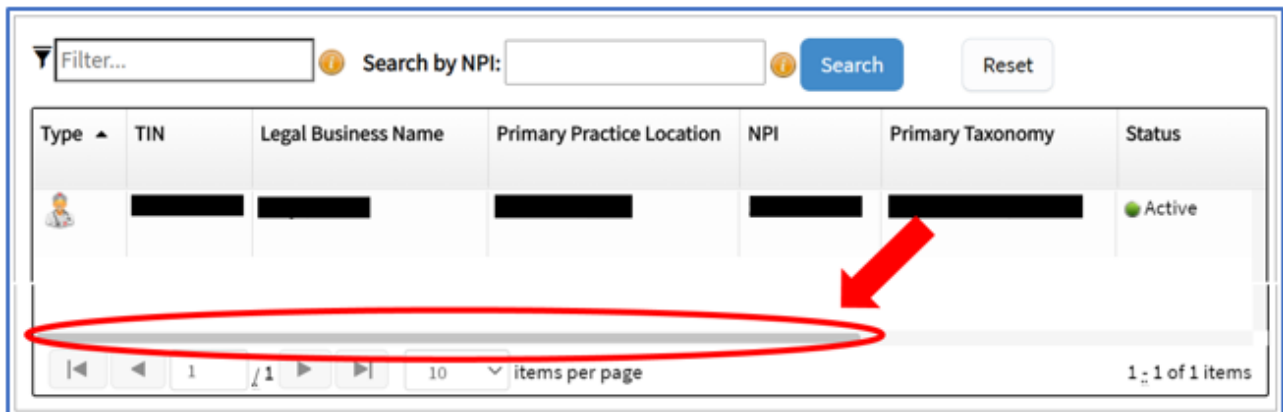 Filter... Search by NPI: Search Reset
Type TIN Legal Business Name Primary Practice Location NPI Primary Taxonomy Status
Active
1 / 1 10 items per page 1 - 1 of 1 items